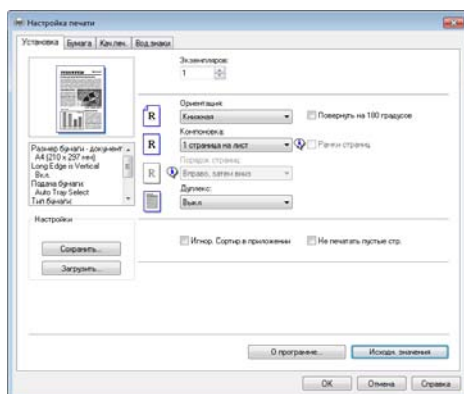 Настройка печати
Установка Бумага Кач.печ. Вод.знаки
Экземпляров:
1
Ориентация:
Книжная
Повернуть на 180 градусов
Компоновка:
1 страница на лист
Рамки страниц
Порядок страниц:
Вправо, затем вниз
Дуплекс:
Выкл.
Размер бумаги - документ
A4 (210 x 297 mm)
Long Edge is Vertical
Вкл.
Подача бумаги:
Auto Tray Select
Тип бумаги:
Настройки
Сохранить...
Загрузить...
Игнор. Сортир в приложении
Не печатать пустые стр.
О программе...
Исходн. значения
OK Отмена Справка